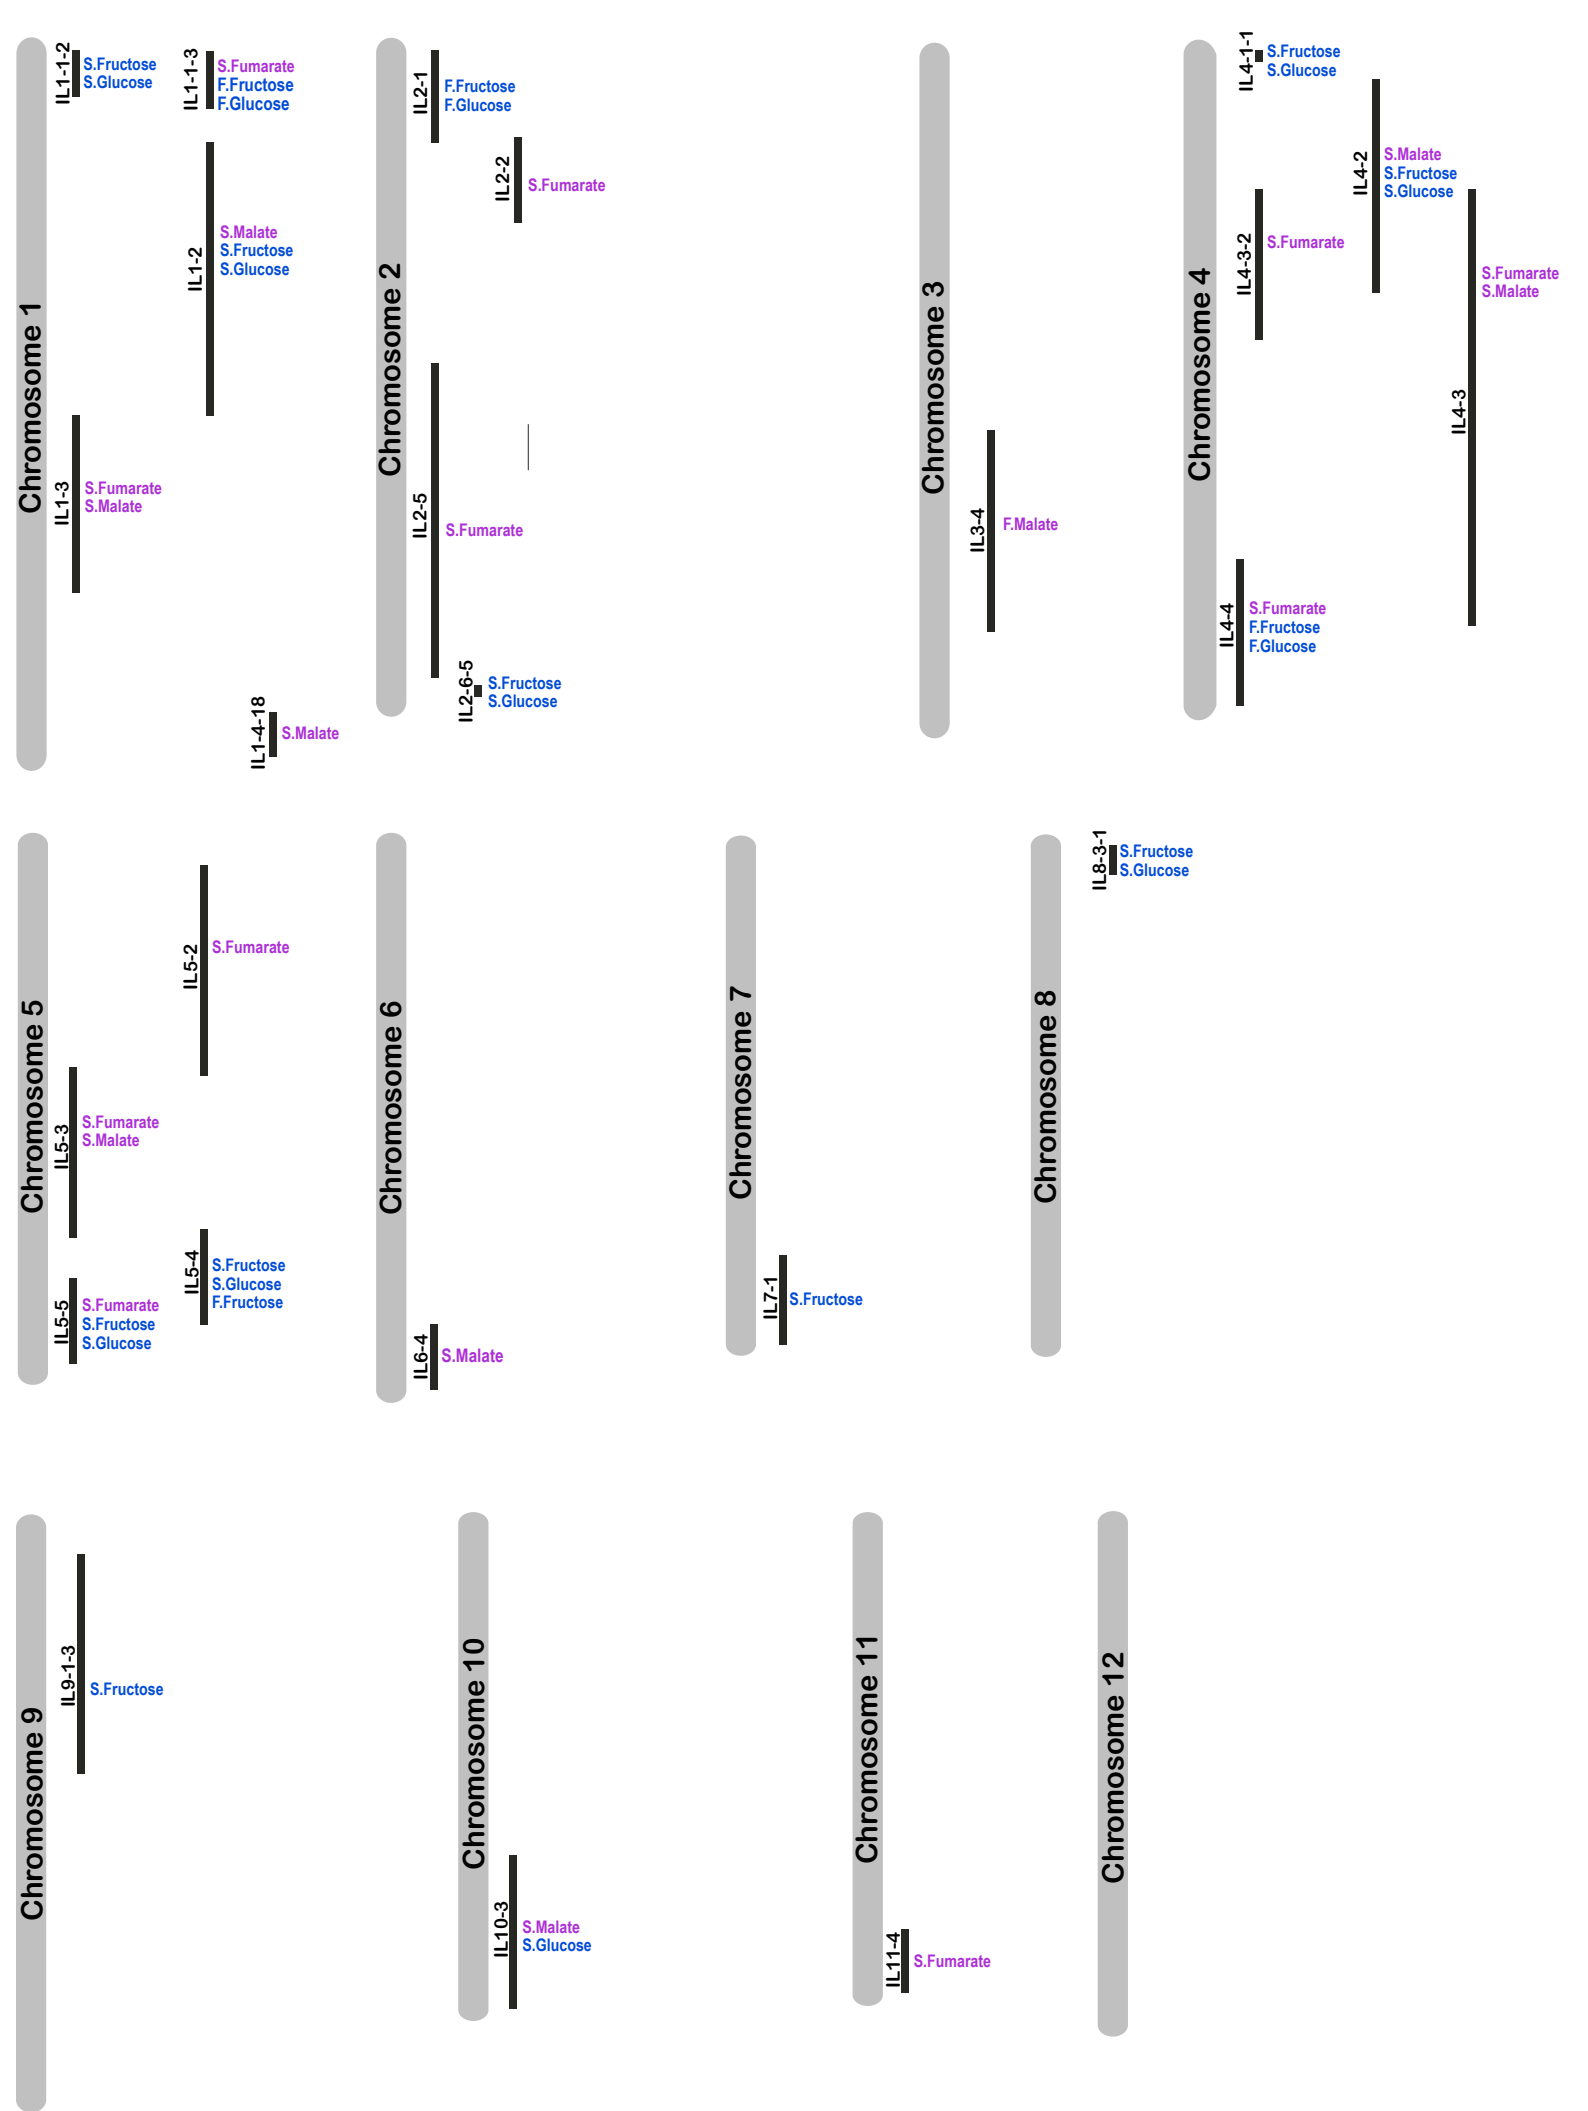 Chromosome 1
IL1-1-2
S.Fructose
S.Glucose
IL1-1-3
S.Fumarate
F.Fructose
F.Glucose
IL1-2
S.Malate
S.Fructose
S.Glucose
IL1-3
S.Fumarate
S.Malate
IL1-4-18
S.Malate
Chromosome 2
IL2-1
F.Fructose
F.Glucose
IL2-2
S.Fumarate
IL2-5
S.Fumarate
IL2-6-5
S.Fructose
S.Glucose
Chromosome 3
IL3-4
F.Malate
Chromosome 4
IL4-1-1
S.Fructose
S.Glucose
IL4-2
S.Malate
S.Fructose
S.Glucose
IL4-3-2
S.Fumarate
IL4-3
S.Fumarate
S.Malate
IL4-4
S.Fumarate
F.Fructose
F.Glucose
Chromosome 5
IL5-2
S.Fumarate
IL5-3
S.Fumarate
S.Malate
IL5-4
S.Fructose
S.Glucose
F.Fructose
IL5-5
S.Fumarate
S.Fructose
S.Glucose
Chromosome 6
IL6-4
S.Malate
Chromosome 7
IL7-1
S.Fructose
Chromosome 8
IL8-3-1
S.Fructose
S.Glucose
Chromosome 9
IL9-1-3
S.Fructose
Chromosome 10
IL10-3
S.Malate
S.Glucose
Chromosome 11
IL11-4
S.Fumarate
Chromosome 12